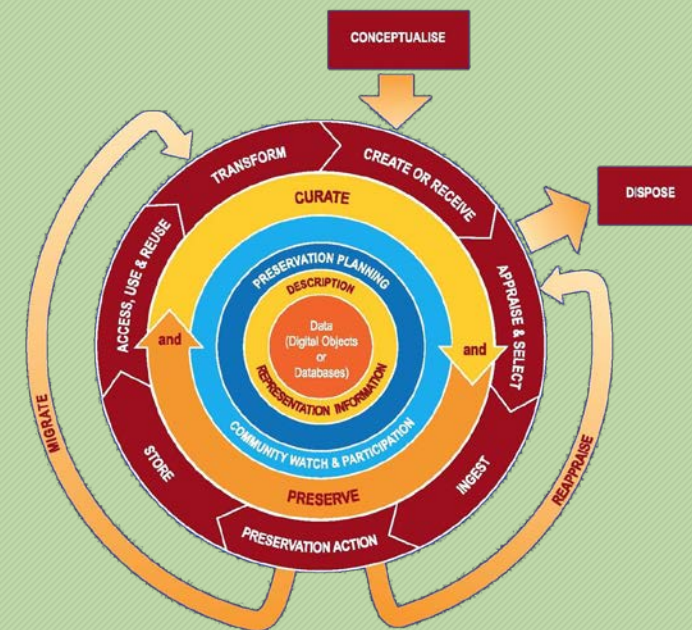 CONCEPTUALISE
DISPOSE
TRANSFORM
CREATE OR RECEIVE
APPRAISE & SELECT
INGEST
PRESERVATION ACTION
STORE
ACCESS, USE & REUSE
MIGRATE
REAPPRAISE
CURATE
and
PRESERVE
and
COMMUNITY WATCH & PARTICIPATION
PRESERVATION PLANNING
DESCRIPTION
REPRESENTATION INFORMATION
Data
(Digital Objects
or
Databases)